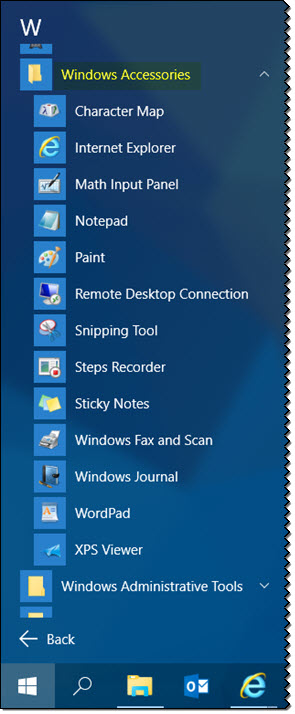 W
Windows Accessories
Character Map
Internet Explorer
Math Input Panel
Notepad
Paint
Remote Desktop Connection
Snipping Tool
Steps Recorder
Sticky Notes
Windows Fax and Scan
Windows Journal
WordPad
XPS Viewer
Windows Administrative Tools
Back